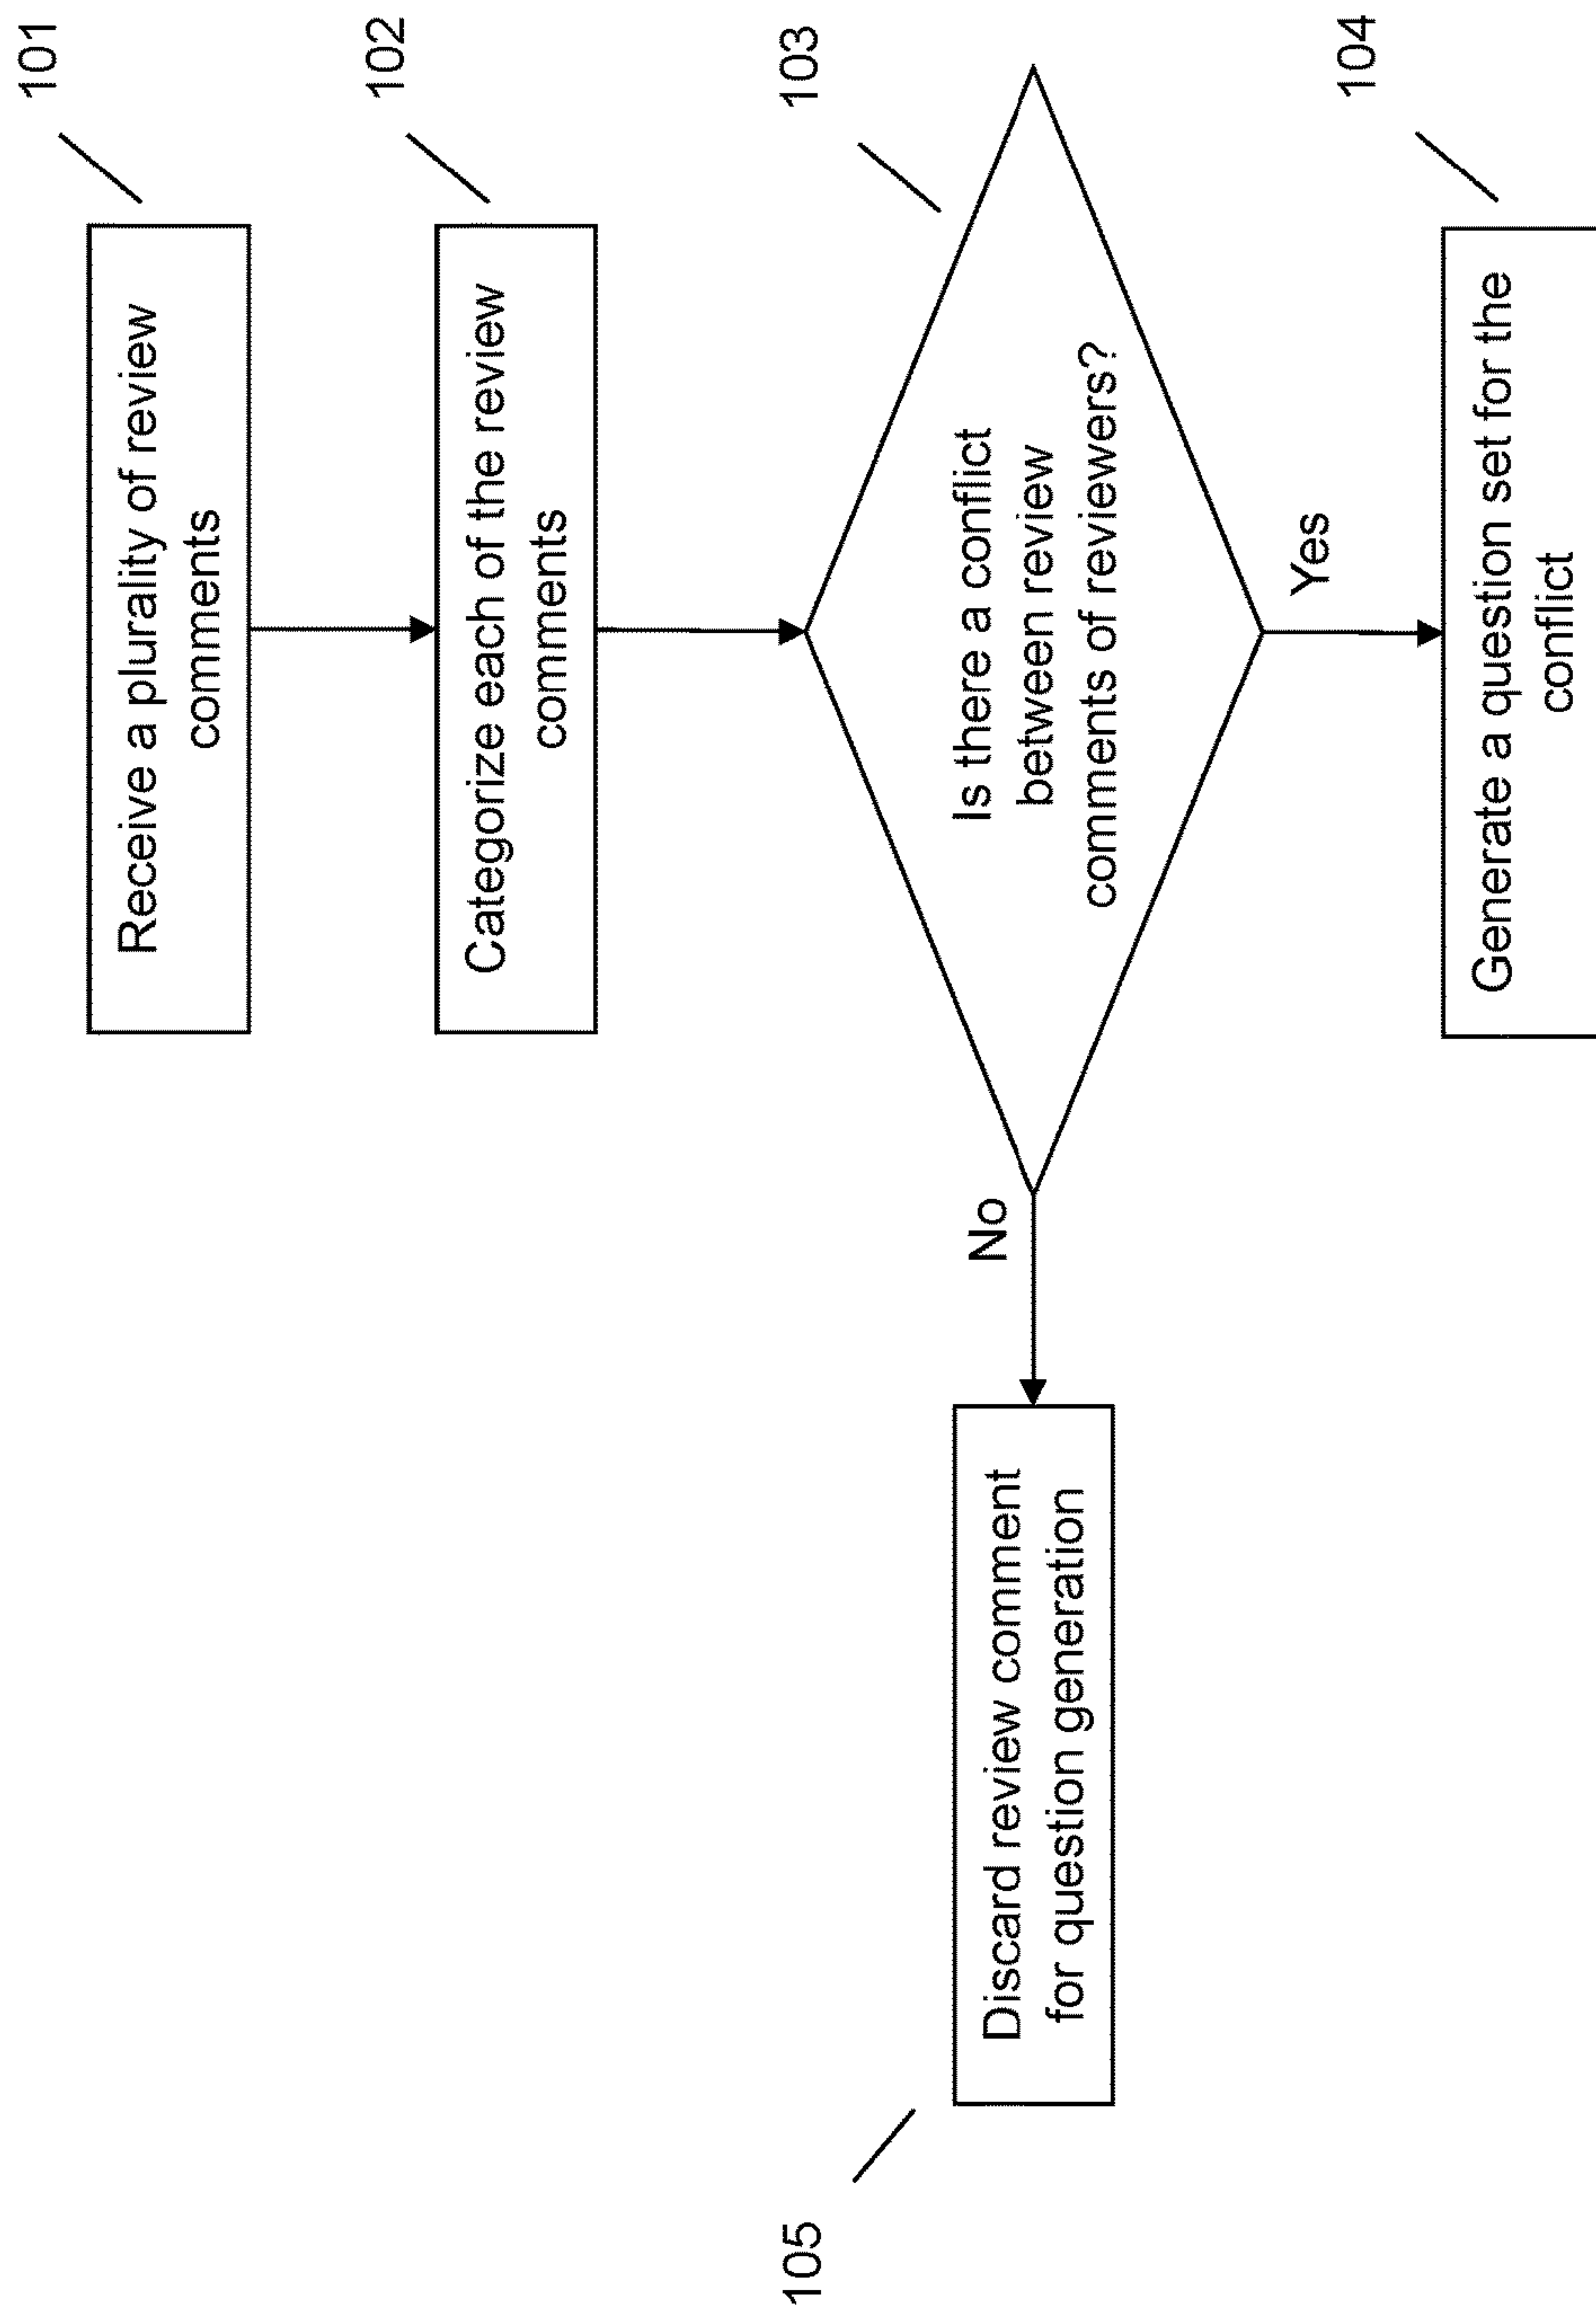 101
Receive a plurality of review
comments
102
Categorize each of the review
comments
103
Is there a conflict
between review
comments of reviewers?
No
Yes
105
Discard review comment
for question generation
104
Generate a question set for the
conflict